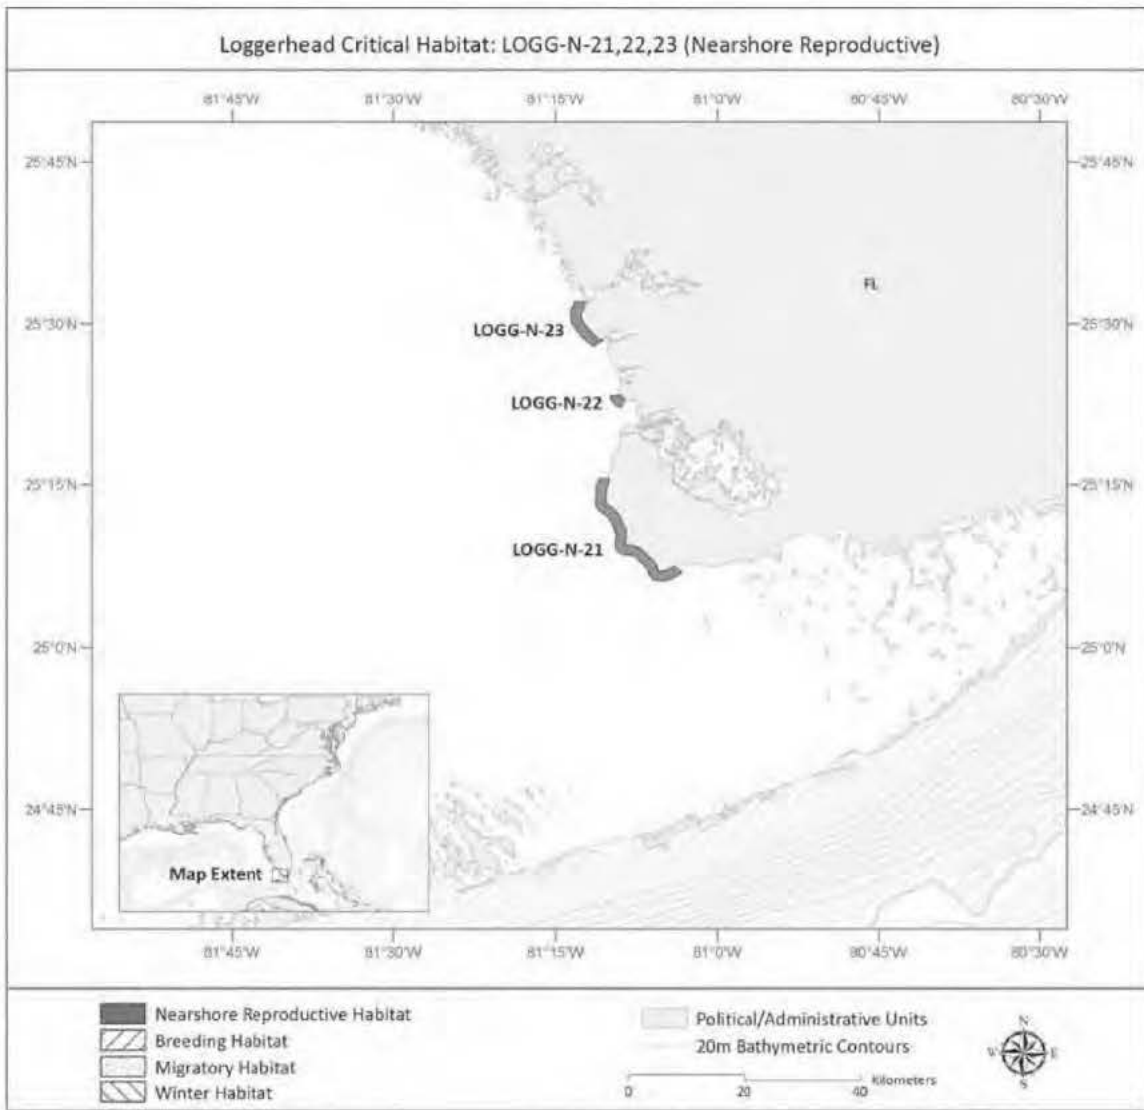 Loggerhead Critical Habitat: LOGG-N-21,22,23 (Nearshore Reproductive)
81°45'W 81°30'W 81°15'W 81°0'W 80°45'W 80°30'W
25°45'N 25°45'N
FL
25°30'N LOGG-N-23 25°30'N
LOGG-N-22
25°15'N 25°15'N
LOGG-N-21
25°0'N 25°0'N
24°45'N 24°45'N
Map Extent
81°45'W 81°30'W 81°15'W 81°0'W 80°45'W 80°30'W
Nearshore Reproductive Habitat
Breeding Habitat
Migratory Habitat
Winter Habitat
Political/Administrative Units
20m Bathymetric Contours
0 20 40 Kilometers
N
W E
S